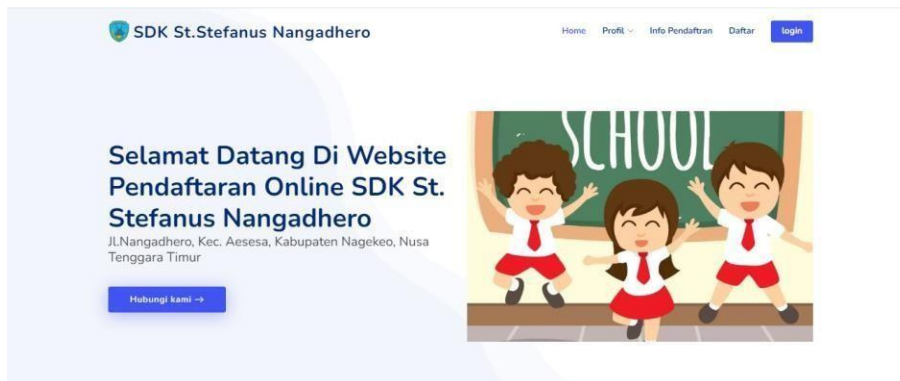 SDK St.Stefanus Nangadhero
Home Profil Info Pendaftran Daftar login
SCHOOL
Selamat Datang Di Website
Pendaftaran Online SDK St.
Stefanus Nangadhero
Jl.Nangadhero, Kec. Aesesa, Kabupaten Nagekeo, Nusa
Tenggara Timur
Hubungi kami →